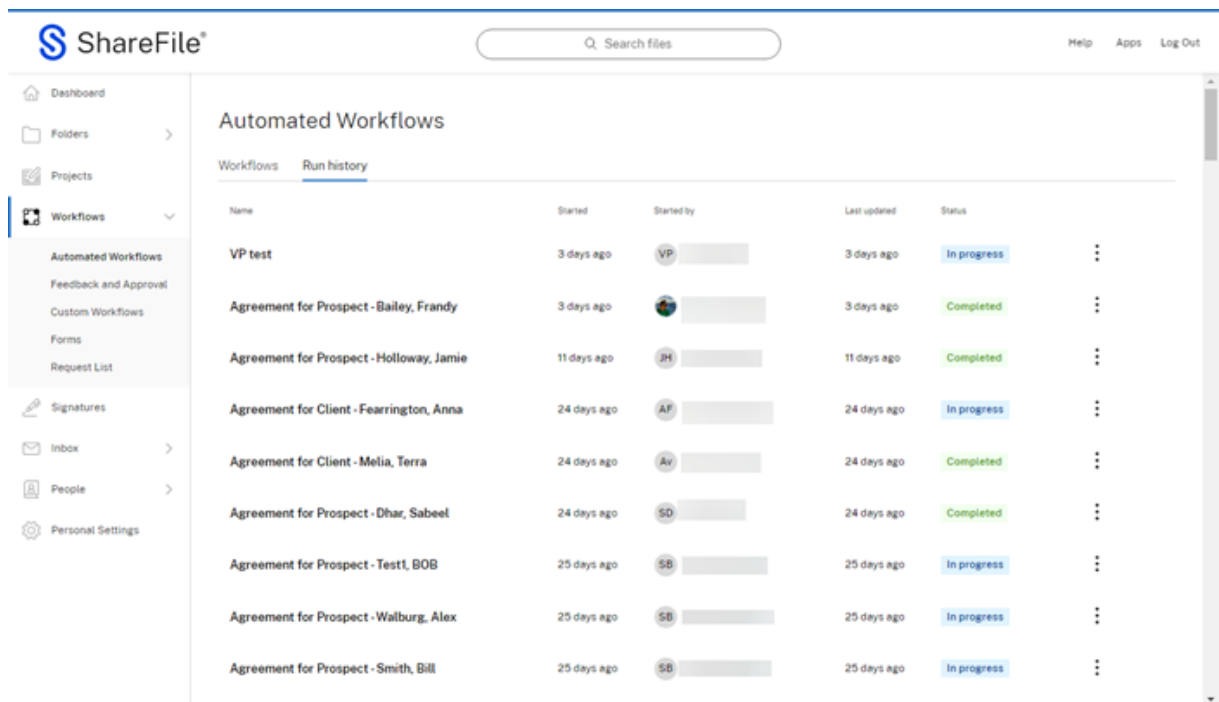 ShareFile®
Search files
Help Apps Log Out
Dashboard
Folders
Projects
Workflows
Automated Workflows
Feedback and Approval
Custom Workflows
Forms
Request List
Signatures
Inbox
People
Personal Settings
Automated Workflows
Workflows Run history
Name Started Started by Last updated Status
VP test 3 days ago VP 3 days ago In progress
Agreement for Prospect - Bailey, Frandy 3 days ago 3 days ago Completed
Agreement for Prospect - Holloway, Jamie 11 days ago JH 11 days ago Completed
Agreement for Client - Fearrington, Anna 24 days ago AF 24 days ago In progress
Agreement for Client - Melia, Terra 24 days ago Av 24 days ago Completed
Agreement for Prospect - Dhar, Sabeel 24 days ago SD 24 days ago Completed
Agreement for Prospect - Test1, BOB 25 days ago SB 25 days ago In progress
Agreement for Prospect - Walburg, Alex 25 days ago SB 25 days ago In progress
Agreement for Prospect - Smith, Bill 25 days ago SB 25 days ago In progress